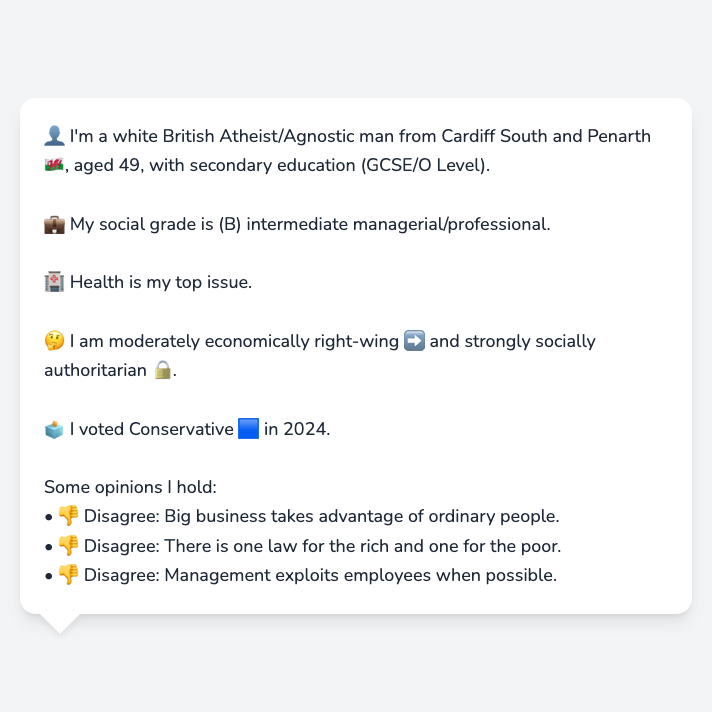 👤 I'm a white British Atheist/Agnostic man from Cardiff South and Penarth
🏴󠁧󠁢󠁷󠁬󠁳󠁿, aged 49, with secondary education (GCSE/O Level).
💼 My social grade is (B) intermediate managerial/professional.
🏥 Health is my top issue.
🤔 I am moderately economically right-wing ➡️ and strongly socially
authoritarian 🔒.
🗳️ I voted Conservative 🟦 in 2024.
Some opinions I hold:
• 👎 Disagree: Big business takes advantage of ordinary people.
• 👎 Disagree: There is one law for the rich and one for the poor.
• 👎 Disagree: Management exploits employees when possible.